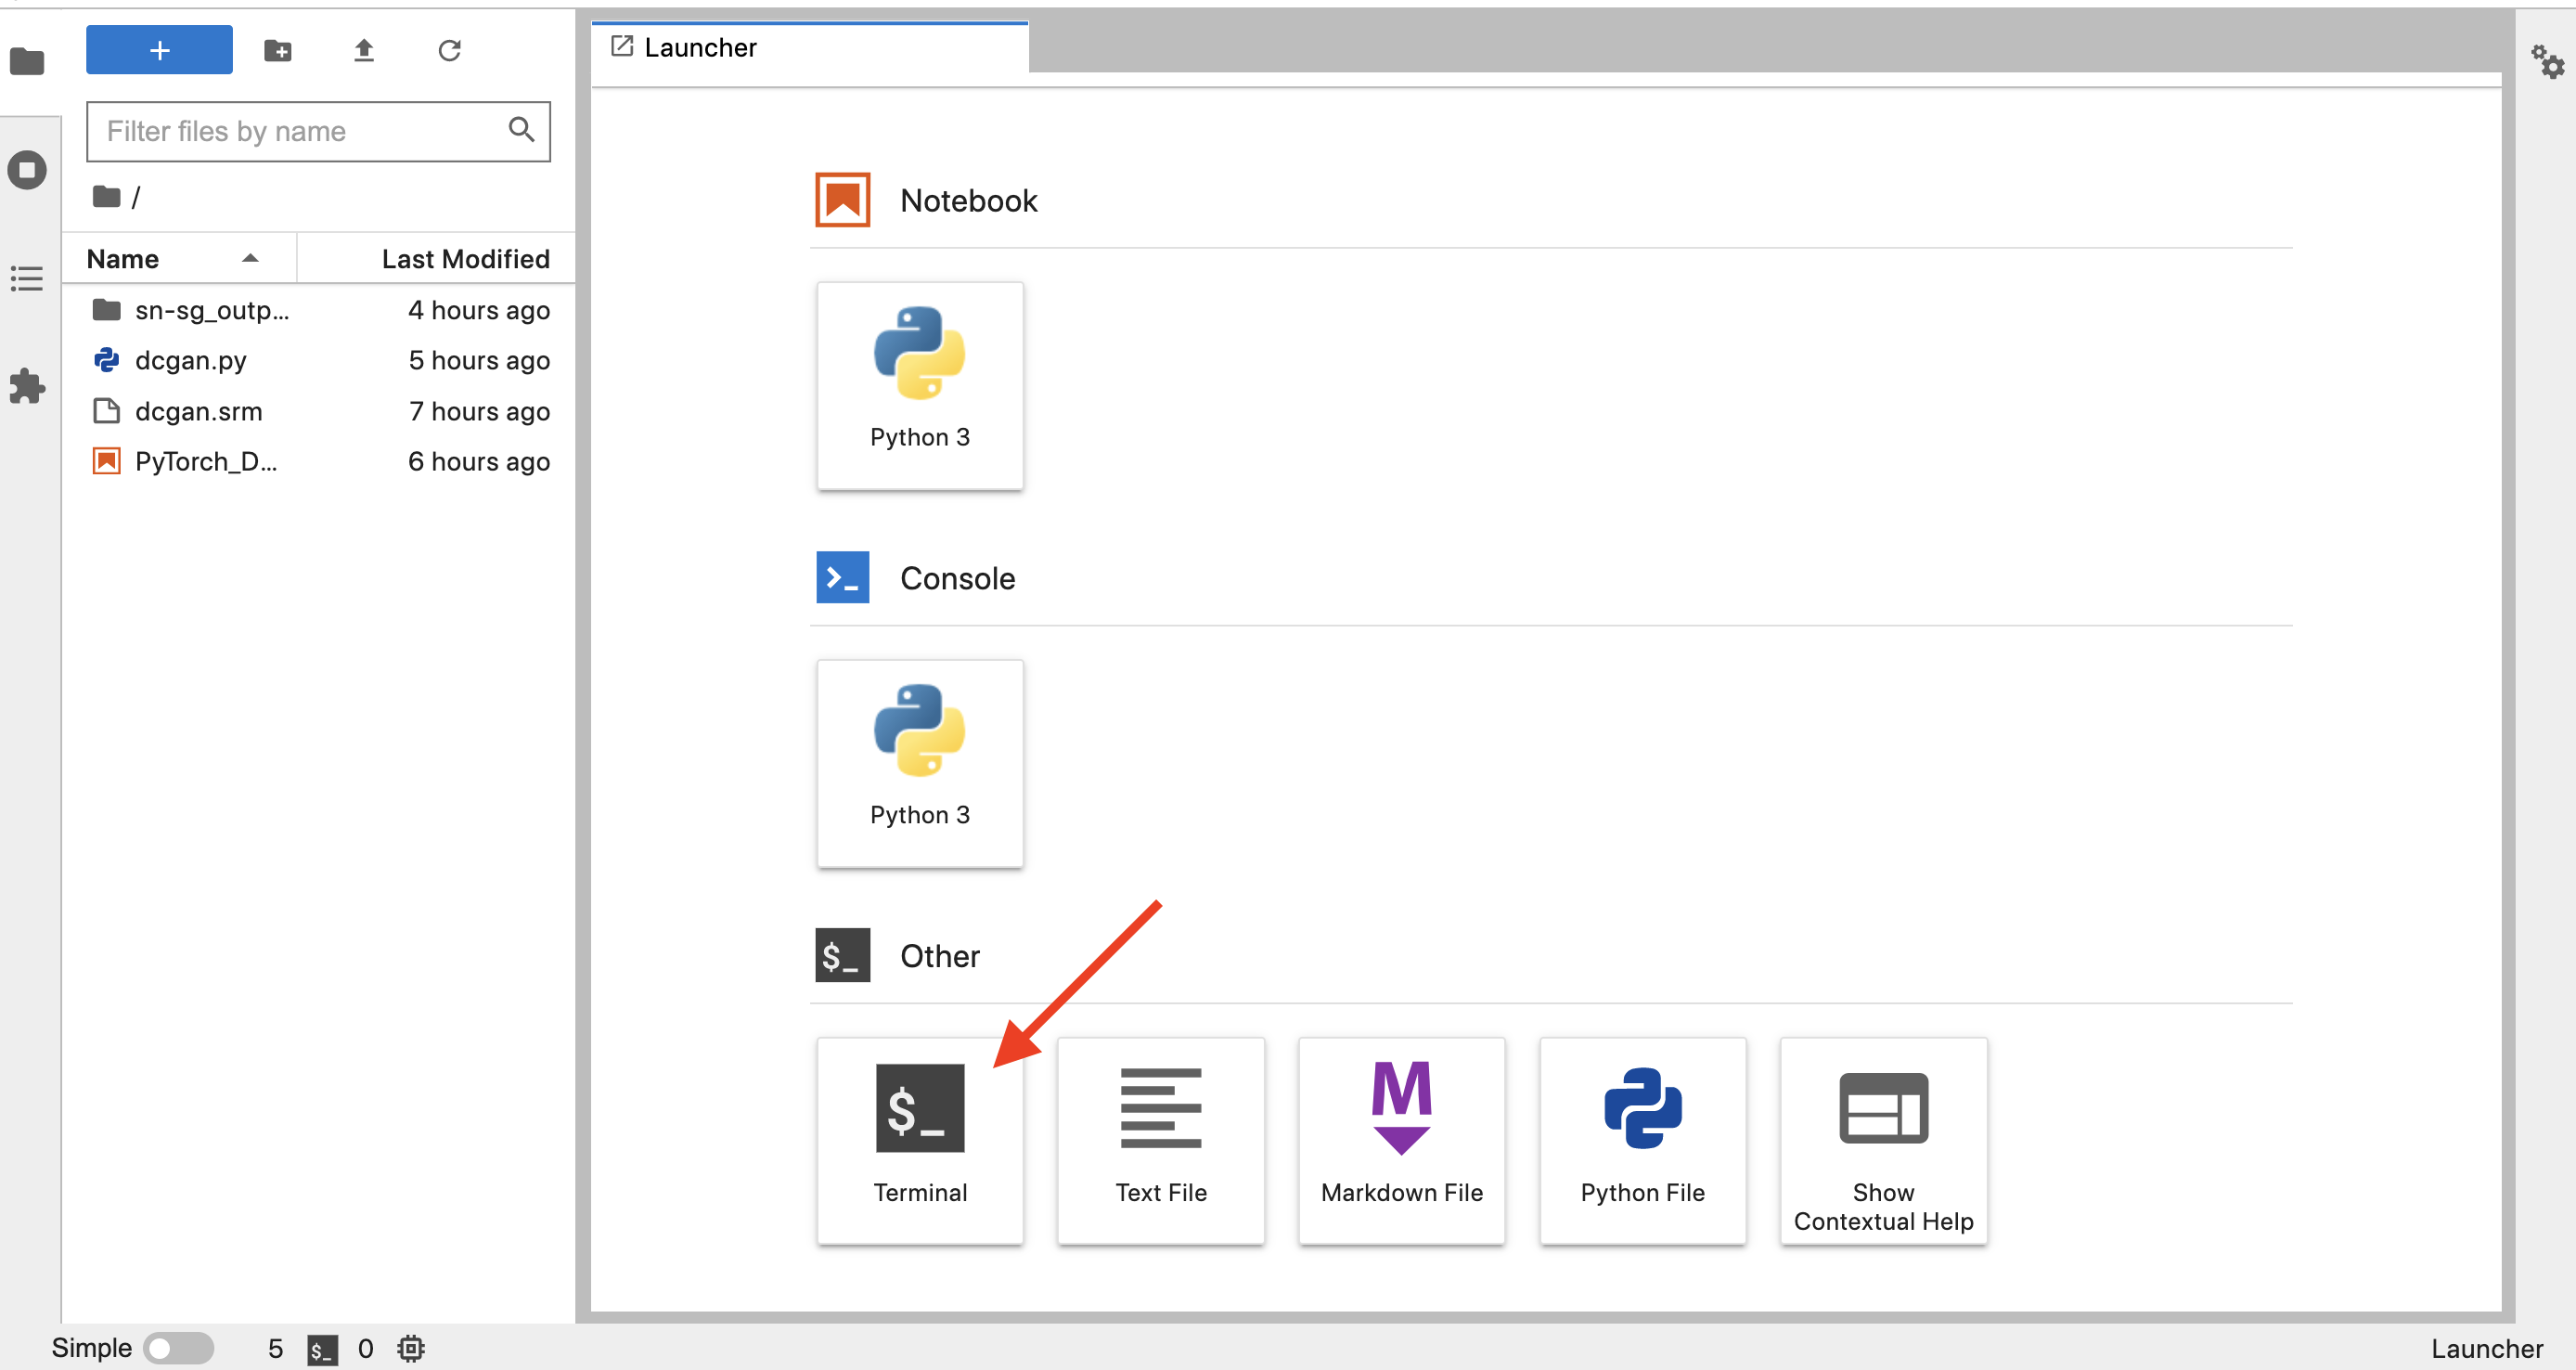 +
Launcher
Filter files by name
/
Name Last Modified
sn-sg_outp... 4 hours ago
dcgan.py 5 hours ago
dcgan.srm 7 hours ago
PyTorch_D... 6 hours ago
Notebook
Python 3
Console
Python 3
$_ Other
$_
Terminal
Text File
M
Markdown File
Python File
Show
Contextual Help
Simple 5 $_ 0 Launcher